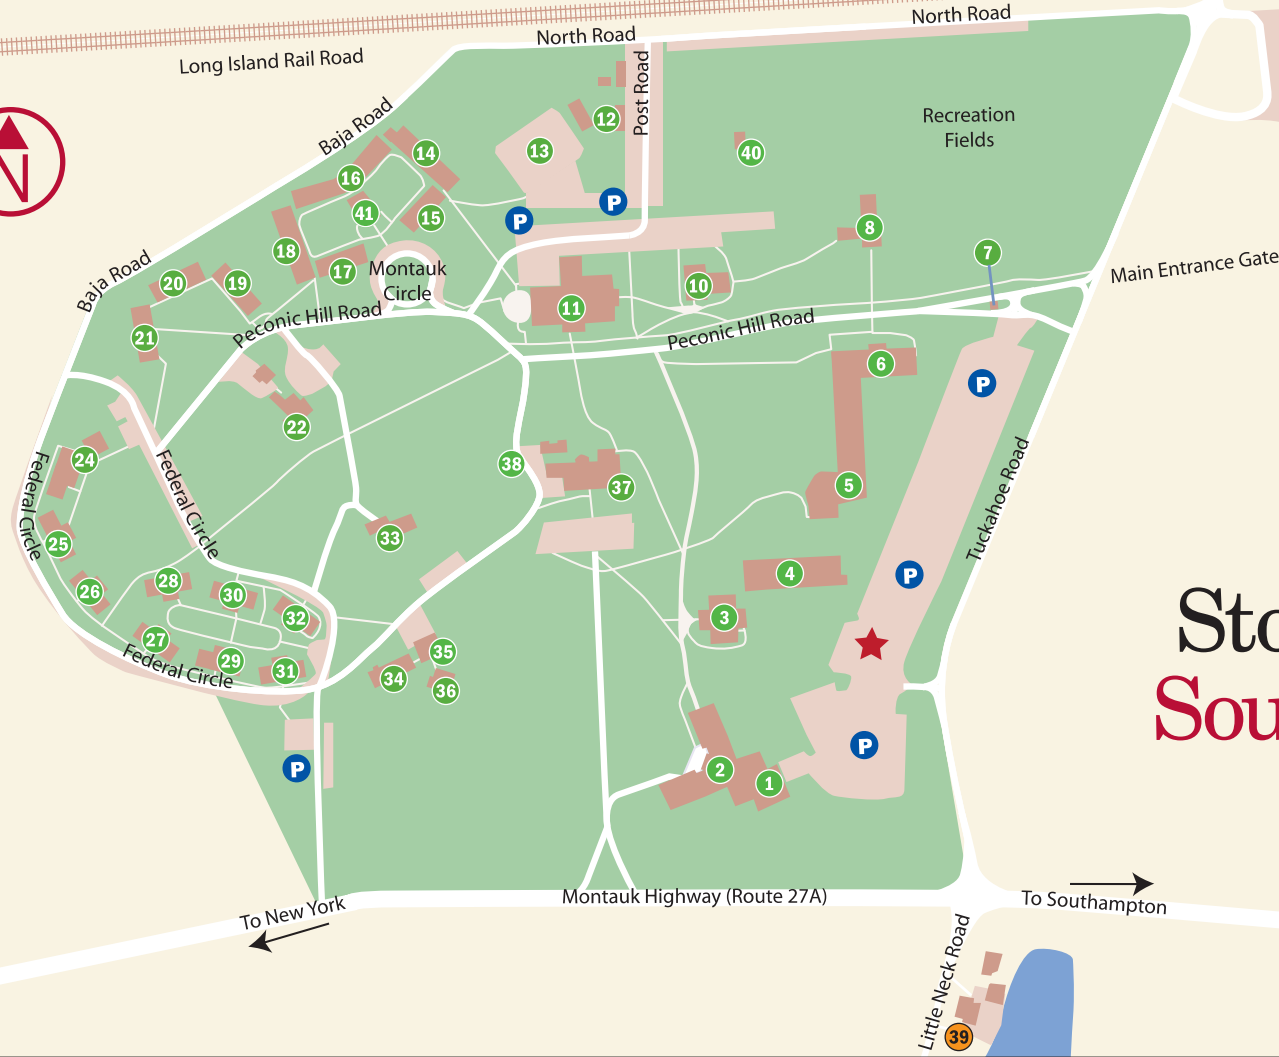 North Road
North Road
Long Island Rail Road
Post Road
Baja Road
Recreation
Fields
12
13
14
40
16
41
15
P
P
8
7
18
17
Montauk
Circle
Main Entrance Gate
Baja Road
20
19
10
11
Peconic Hill Road
Peconic Hill Road
21
6
P
22
24
Federal Circle
Federal Circle
38
37
5
Tuckahoe Road
25
33
26
28
30
32
4
P
3
27
Federal Circle
29
31
35
34
36
Sto
Sou
N
P
P
2
1
Montauk Highway (Route 27A)
To New York
To Southampton
Little Neck Road
39